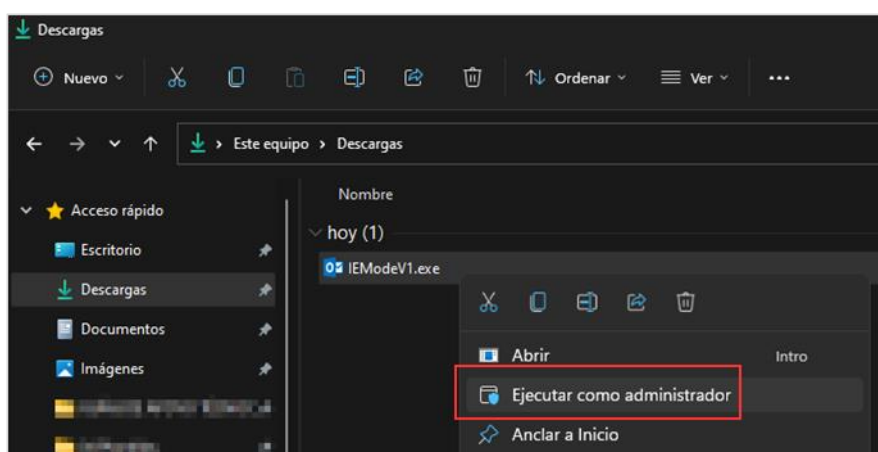 Descargas
Nuevo
Ordenar
Ver
Este equipo > Descargas
Nombre
Acceso rápido
hoy (1)
Escritorio
IEModeV1.exe
Descargas
Documentos
Abrir Intro
Imágenes
Ejecutar como administrador
Anclar a Inicio